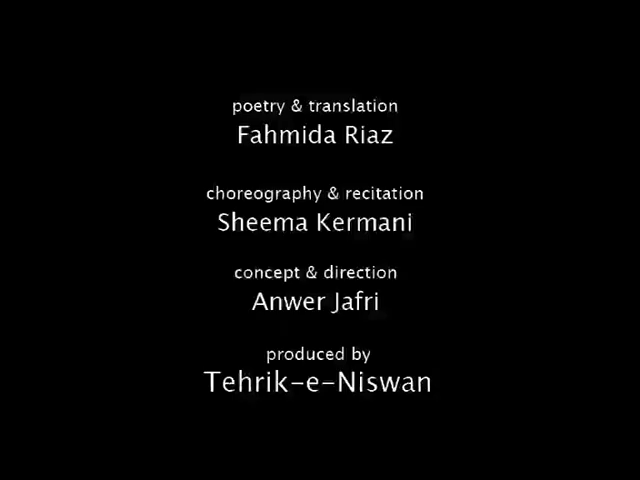 poetry & translation
Fahmida Riaz
choreography & recitation
Sheema Kermani
concept & direction
Anwer Jafri
produced by
Tehrik-e-Niswan